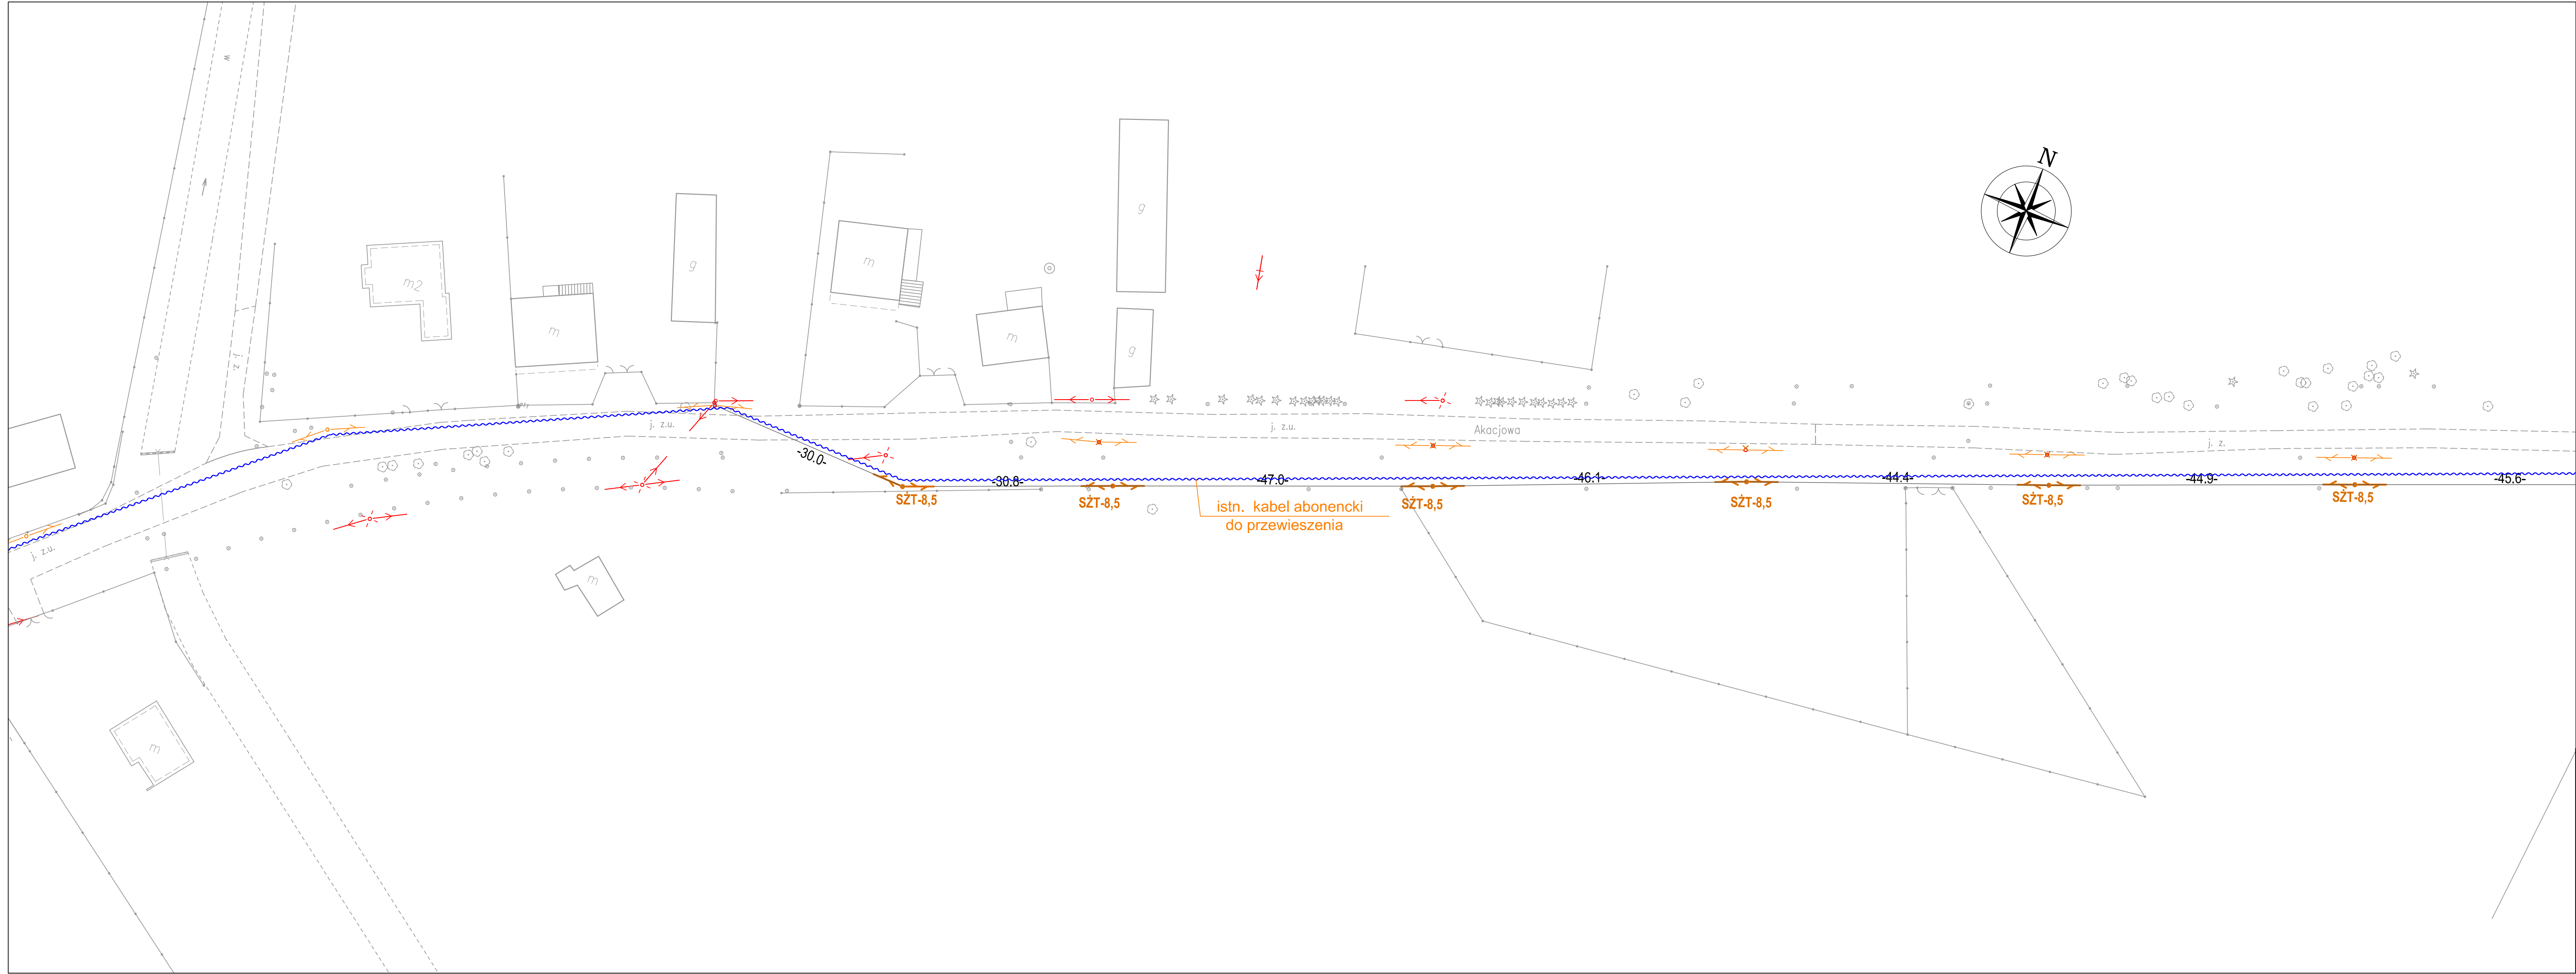 w
N
g
g
m2
m
m
j. z.
m
g
j. z.u.
j. z.u.
Akacjowa
j. z.
-30.0-
-30.8-
-47.0-
-46.1-
-44.4-
-44.9-
-45.6-
SŻT-8,5
SŻT-8,5
SŻT-8,5
SŻT-8,5
SŻT-8,5
SŻT-8,5
istn. kabel abonencki
do przewieszenia
j. z.u.
m
m